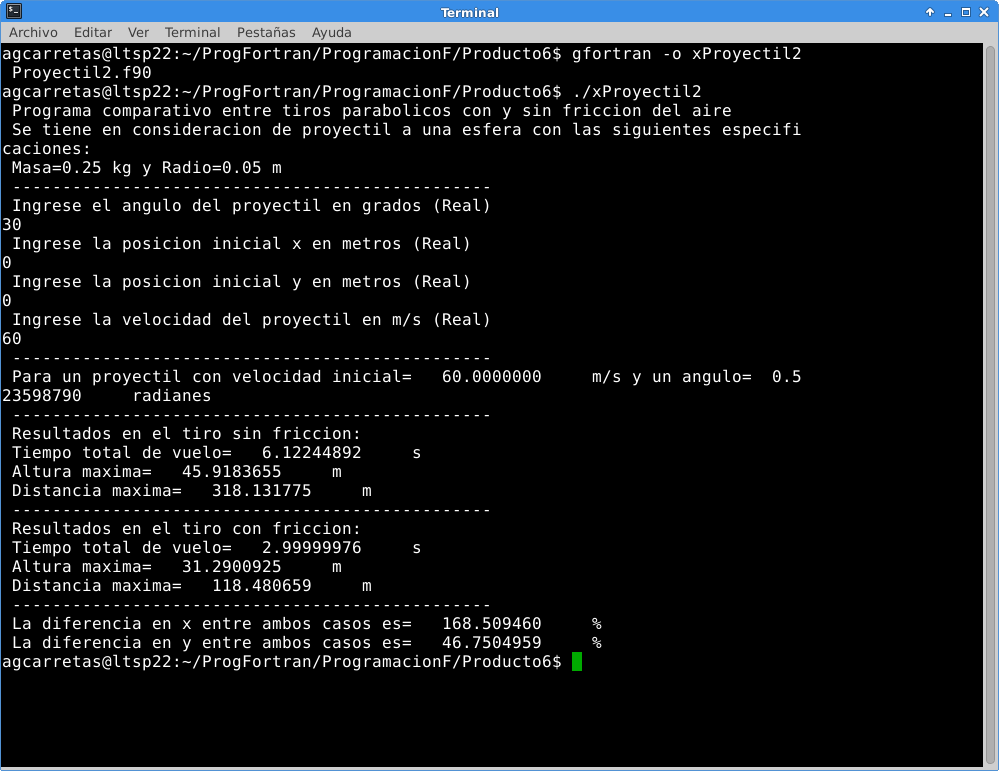 Terminal
Archivo Editar Ver Terminal Pestañas Ayuda
agcarretas@ltsp22:~/ProgFortran/ProgramacionF/Producto6$ gfortran -o xProyectil2
 Proyectil2.f90
agcarretas@ltsp22:~/ProgFortran/ProgramacionF/Producto6$ ./xProyectil2
 Programa comparativo entre tiros parabolicos con y sin friccion del aire
 Se tiene en consideracion de proyectil a una esfera con las siguientes especifi
caciones:
 Masa=0.25 kg y Radio=0.05 m
 ------------------------------------------------
 Ingrese el angulo del proyectil en grados (Real)
30
 Ingrese la posicion inicial x en metros (Real)
0
 Ingrese la posicion inicial y en metros (Real)
0
 Ingrese la velocidad del proyectil en m/s (Real)
60
 ------------------------------------------------
 Para un proyectil con velocidad inicial=   60.0000000     m/s y un angulo=  0.5
23598790     radianes
 ------------------------------------------------
 Resultados en el tiro sin friccion:
 Tiempo total de vuelo=   6.12244892     s
 Altura maxima=   45.9183655     m
 Distancia maxima=   318.131775     m
 ------------------------------------------------
 Resultados en el tiro con friccion:
 Tiempo total de vuelo=   2.99999976     s
 Altura maxima=   31.2900925     m
 Distancia maxima=   118.480659     m
 ------------------------------------------------
 La diferencia en x entre ambos casos es=   168.509460     %
 La diferencia en y entre ambos casos es=   46.7504959     %
agcarretas@ltsp22:~/ProgFortran/ProgramacionF/Producto6$